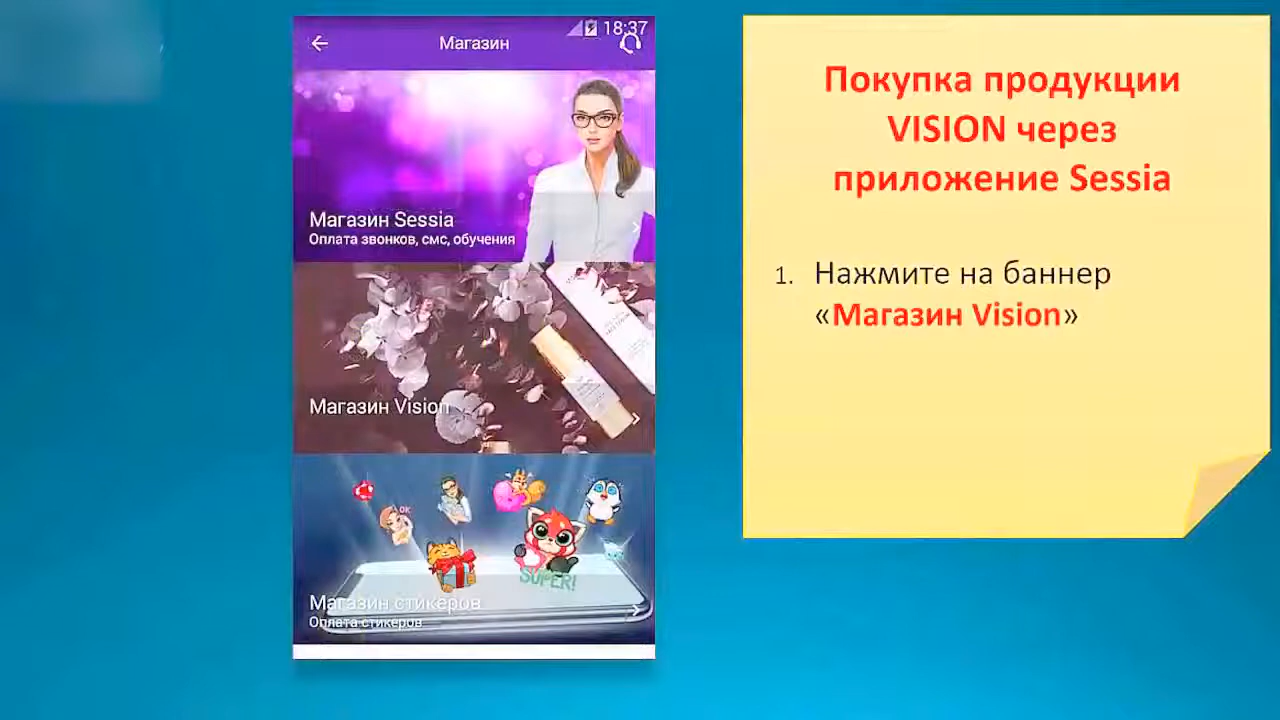 18:37
Магазин
Магазин Sessia
Оплата звонков, смс, обучения
Магазин Vision
OK
SUPER!
Магазин стикеров
Оплата стикеров
Покупка продукции
VISION через
приложение Sessia
1. Нажмите на баннер
«Магазин Vision»